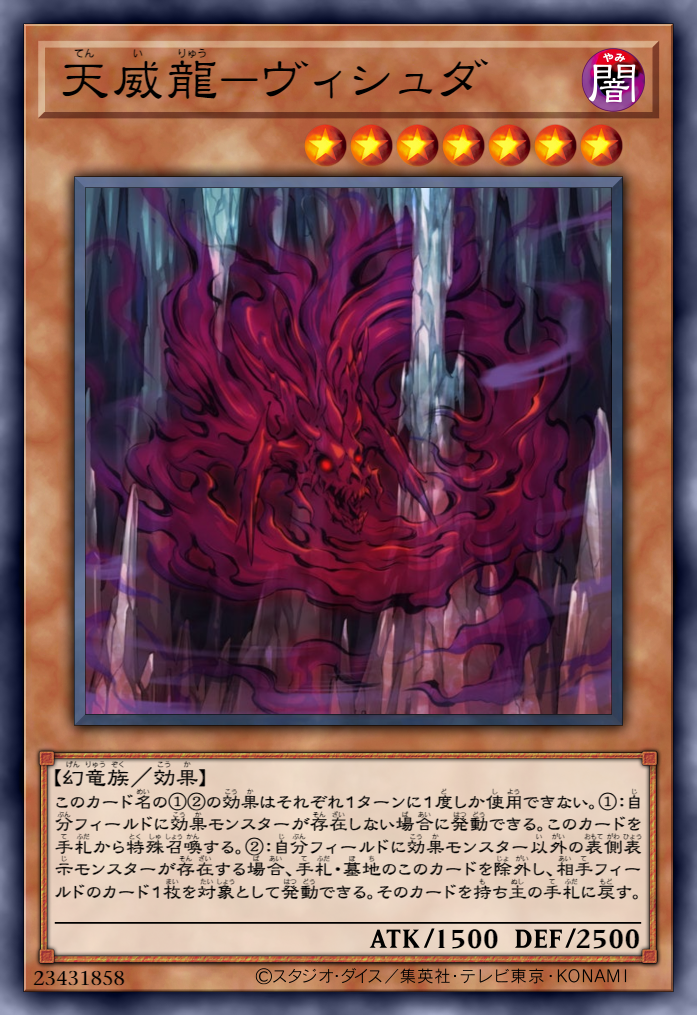 天威龍－ヴィシュダ
闇
【幻竜族／効果】
このカード名の①②の効果はそれぞれ1ターンに1度しか使用できない。①：自
分フィールドに効果モンスターが存在しない場合に発動できる。このカードを
手札から特殊召喚する。②：自分フィールドに効果モンスター以外の表側表
示モンスターが存在する場合、手札・墓地のこのカードを除外し、相手フィー
ルドのカード1枚を対象として発動できる。そのカードを持ち主の手札に戻す。
ATK/1500 DEF/2500
23431858 ©スタジオ・ダイス／集英社・テレビ東京・KONAMI